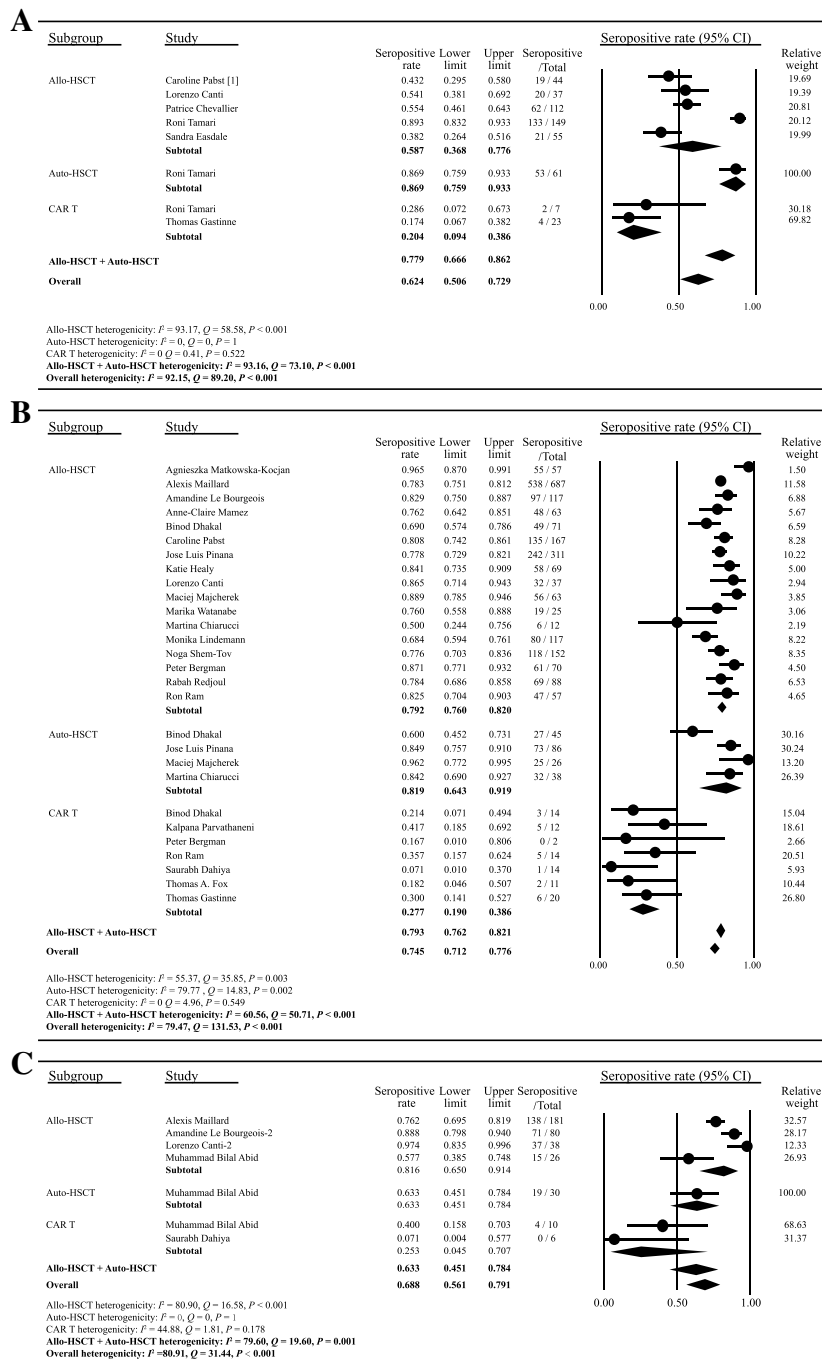 A
Subgroup Study Seropositive rate (95% CI)
Seropositive Lower Upper Seropositive Relative
rate limit limit /Total weight
Allo-HSCT Caroline Pabst [1] 0.432 0.295 0.580 19 / 44 19.69
Lorenzo Canti 0.541 0.381 0.692 20 / 37 19.39
Patrice Chevallier 0.554 0.461 0.643 62 / 112 20.81
Roni Tamari 0.893 0.832 0.933 133 / 149 20.12
Sandra Easdale 0.382 0.264 0.516 21 / 55 19.99
Subtotal 0.587 0.368 0.776
Auto-HSCT Roni Tamari 0.869 0.759 0.933 53 / 61 100.00
Subtotal 0.869 0.759 0.933
CAR T Roni Tamari 0.286 0.072 0.673 2 / 7 30.18
Thomas Gastinne 0.174 0.067 0.382 4 / 23 69.82
Subtotal 0.204 0.094 0.386
Allo-HSCT + Auto-HSCT 0.779 0.666 0.862
Overall 0.624 0.506 0.729
0.00 0.50 1.00
Allo-HSCT heterogenicity: I² = 93.17, Q = 58.58, P < 0.001
Auto-HSCT heterogenicity: I² = 0, Q = 0, P = 1
CAR T heterogenicity: I² = 0 Q = 0.41, P = 0.522
Allo-HSCT + Auto-HSCT heterogenicity: I² = 93.16, Q = 73.10, P < 0.001
Overall heterogenicity: I² = 92.15, Q = 89.20, P < 0.001
B
Subgroup Study Seropositive rate (95% CI)
Seropositive Lower Upper Seropositive Relative
rate limit limit /Total weight
Allo-HSCT Agnieszka Matkowska-Kocjan 0.965 0.870 0.991 55 / 57 1.50
Alexis Maillard 0.783 0.751 0.812 538 / 687 11.58
Amandine Le Bourgeois 0.829 0.750 0.887 97 / 117 6.88
Anne-Claire Mamez 0.762 0.642 0.851 48 / 63 5.67
Binod Dhakal 0.690 0.574 0.786 49 / 71 6.59
Caroline Pabst 0.808 0.742 0.861 135 / 167 8.28
Jose Luis Pinana 0.778 0.729 0.821 242 / 311 10.22
Katie Healy 0.841 0.735 0.909 58 / 69 5.00
Lorenzo Canti 0.865 0.714 0.943 32 / 37 2.94
Maciej Majcherek 0.889 0.785 0.946 56 / 63 3.85
Marika Watanabe 0.760 0.558 0.888 19 / 25 3.06
Martina Chiarucci 0.500 0.244 0.756 6 / 12 2.19
Monika Lindemann 0.684 0.594 0.761 80 / 117 8.22
Noga Shem-Tov 0.776 0.703 0.836 118 / 152 8.35
Peter Bergman 0.871 0.771 0.932 61 / 70 4.50
Rabah Redjoul 0.784 0.686 0.858 69 / 88 6.53
Ron Ram 0.825 0.704 0.903 47 / 57 4.65
Subtotal 0.792 0.760 0.820
Auto-HSCT Binod Dhakal 0.600 0.452 0.731 27 / 45 30.16
Jose Luis Pinana 0.849 0.757 0.910 73 / 86 30.24
Maciej Majcherek 0.962 0.772 0.995 25 / 26 13.20
Martina Chiarucci 0.842 0.690 0.927 32 / 38 26.39
Subtotal 0.819 0.643 0.919
CAR T Binod Dhakal 0.214 0.071 0.494 3 / 14 15.04
Kalpana Parvathaneni 0.417 0.185 0.692 5 / 12 18.61
Peter Bergman 0.167 0.010 0.806 0 / 2 2.66
Ron Ram 0.357 0.157 0.624 5 / 14 20.51
Saurabh Dahiya 0.071 0.010 0.370 1 / 14 5.93
Thomas A. Fox 0.182 0.046 0.507 2 / 11 10.44
Thomas Gastinne 0.300 0.141 0.527 6 / 20 26.80
Subtotal 0.277 0.190 0.386
Allo-HSCT + Auto-HSCT 0.793 0.762 0.821
Overall 0.745 0.712 0.776
0.00 0.50 1.00
Allo-HSCT heterogenicity: I² = 55.37, Q = 35.85, P = 0.003
Auto-HSCT heterogenicity: I² = 79.77 , Q = 14.83, P = 0.002
CAR T heterogenicity: I² = 0 Q = 4.96, P = 0.549
Allo-HSCT + Auto-HSCT heterogenicity: I² = 60.56, Q = 50.71, P < 0.001
Overall heterogenicity: I² = 79.47, Q = 131.53, P < 0.001
C
Subgroup Study Seropositive rate (95% CI)
Seropositive Lower Upper Seropositive Relative
rate limit limit /Total weight
Allo-HSCT Alexis Maillard 0.762 0.695 0.819 138 / 181 32.57
Amandine Le Bourgeois-2 0.888 0.798 0.940 71 / 80 28.17
Lorenzo Canti-2 0.974 0.835 0.996 37 / 38 12.33
Muhammad Bilal Abid 0.577 0.385 0.748 15 / 26 26.93
Subtotal 0.816 0.650 0.914
Auto-HSCT Muhammad Bilal Abid 0.633 0.451 0.784 19 / 30 100.00
Subtotal 0.633 0.451 0.784
CAR T Muhammad Bilal Abid 0.400 0.158 0.703 4 / 10 68.63
Saurabh Dahiya 0.071 0.004 0.577 0 / 6 31.37
Subtotal 0.253 0.045 0.707
Allo-HSCT + Auto-HSCT 0.633 0.451 0.784
Overall 0.688 0.561 0.791
0.00 0.50 1.00
Allo-HSCT heterogenicity: I² = 80.90, Q = 16.58, P < 0.001
Auto-HSCT heterogenicity: I² = 0, Q = 0, P = 1
CAR T heterogenicity: I² = 44.88, Q = 1.81, P = 0.178
Allo-HSCT + Auto-HSCT heterogenicity: I² = 79.60, Q = 19.60, P = 0.001
Overall heterogenicity: I² =80.91, Q = 31.44, P < 0.001